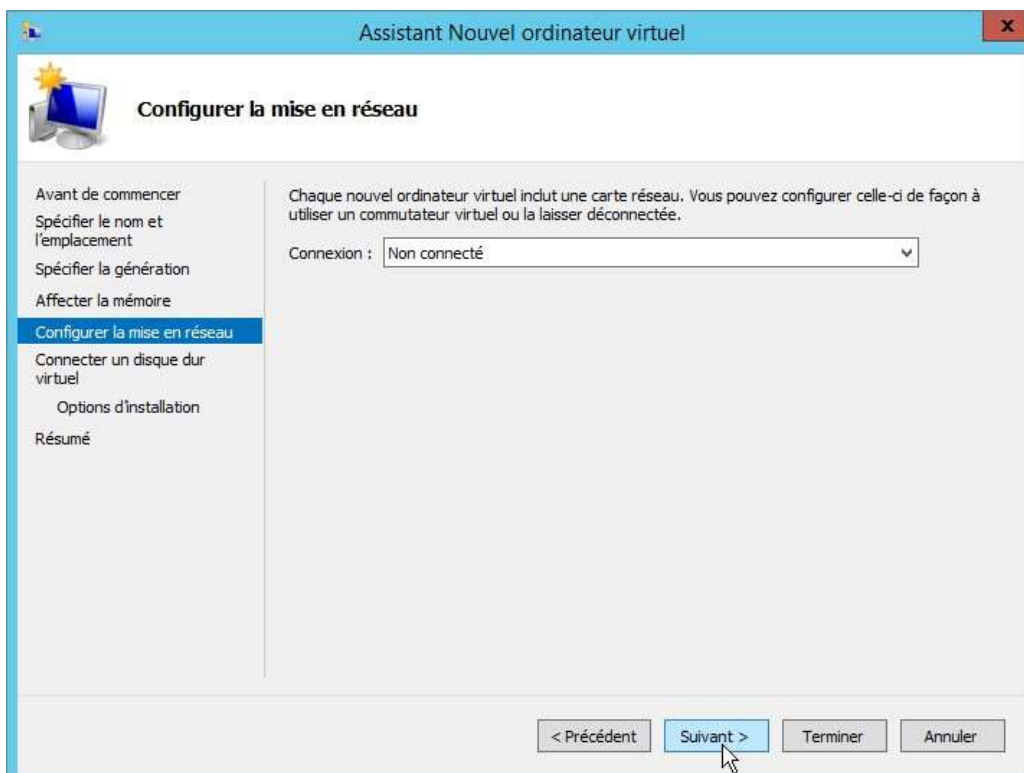 Assistant Nouvel ordinateur virtuel
x
Configurer la mise en réseau
Avant de commencer
Spécifier le nom et
l'emplacement
Spécifier la génération
Affecter la mémoire
Configurer la mise en réseau
Connecter un disque dur
virtuel
Options d'installation
Résumé
Chaque nouvel ordinateur virtuel inclut une carte réseau. Vous pouvez configurer celle-ci de façon à
utiliser un commutateur virtuel ou la laisser déconnectée.
Connexion : Non connecté
< Précédent Suivant > Terminer Annuler